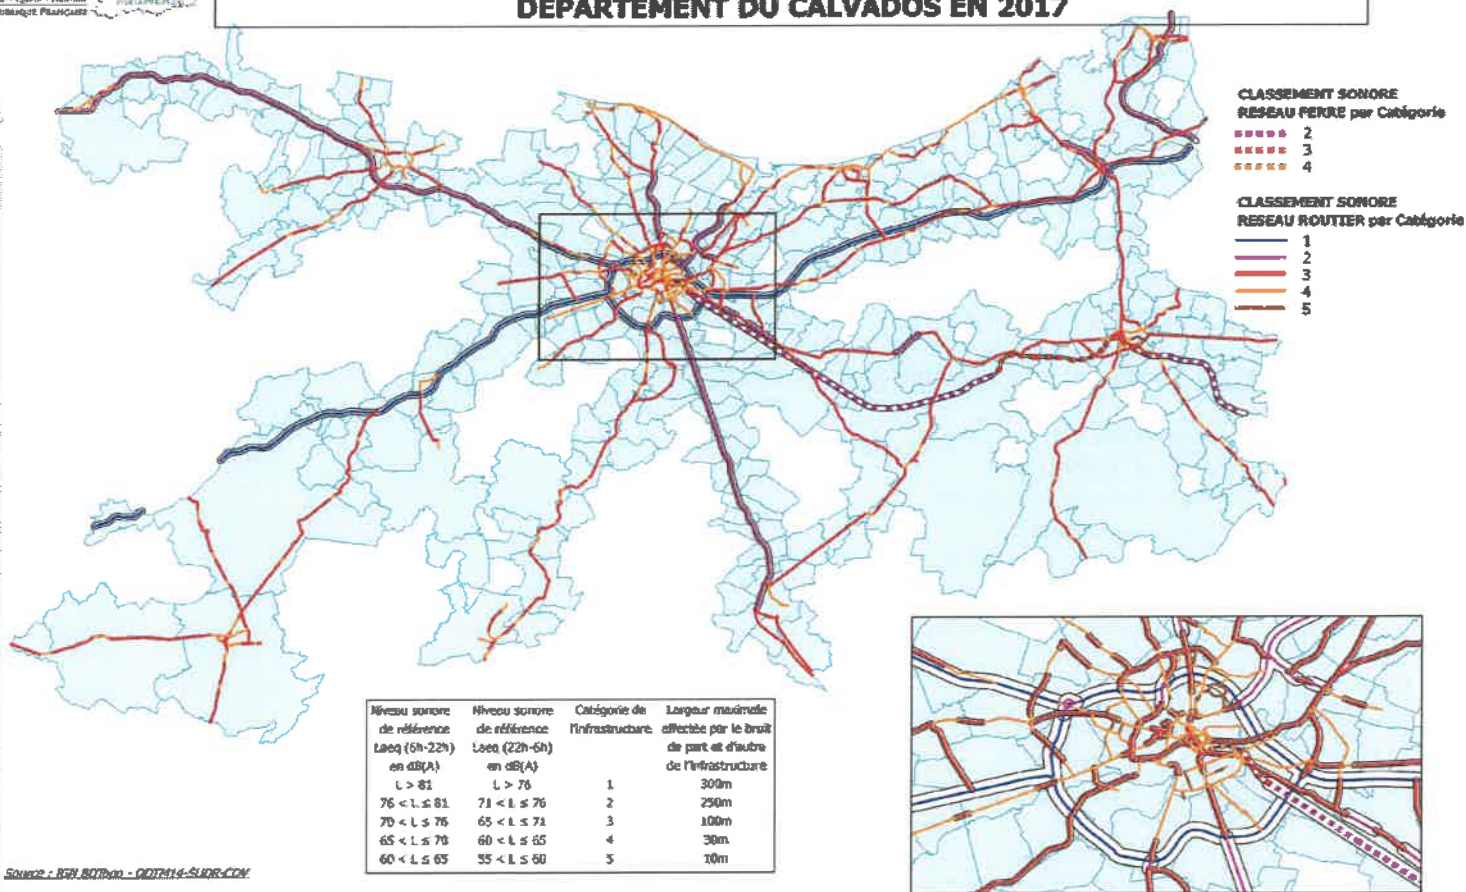 DEPARTEMENT DU CALVADOS EN 2017
CLASSEMENT SONORE
RESEAU FERRE par Catégorie
2
3
4
CLASSEMENT SONORE
RESEAU ROUTIER par Catégorie
1
2
3
4
5
Niveau sonore de référence Laeq (6h-22h) en dB(A)
Niveau sonore de référence Laeq (22h-6h) en dB(A)
Catégorie de l'infrastructure
Largeur maximale affectée par le bruit de part et d'autre de l'infrastructure
L > 81 L > 76 1 300m
76 < L ≤ 81 71 < L ≤ 76 2 250m
70 < L ≤ 76 65 < L ≤ 71 3 100m
65 < L ≤ 70 60 < L ≤ 65 4 30m
60 < L ≤ 65 55 < L ≤ 60 5 10m
Source : IGN BDTopo